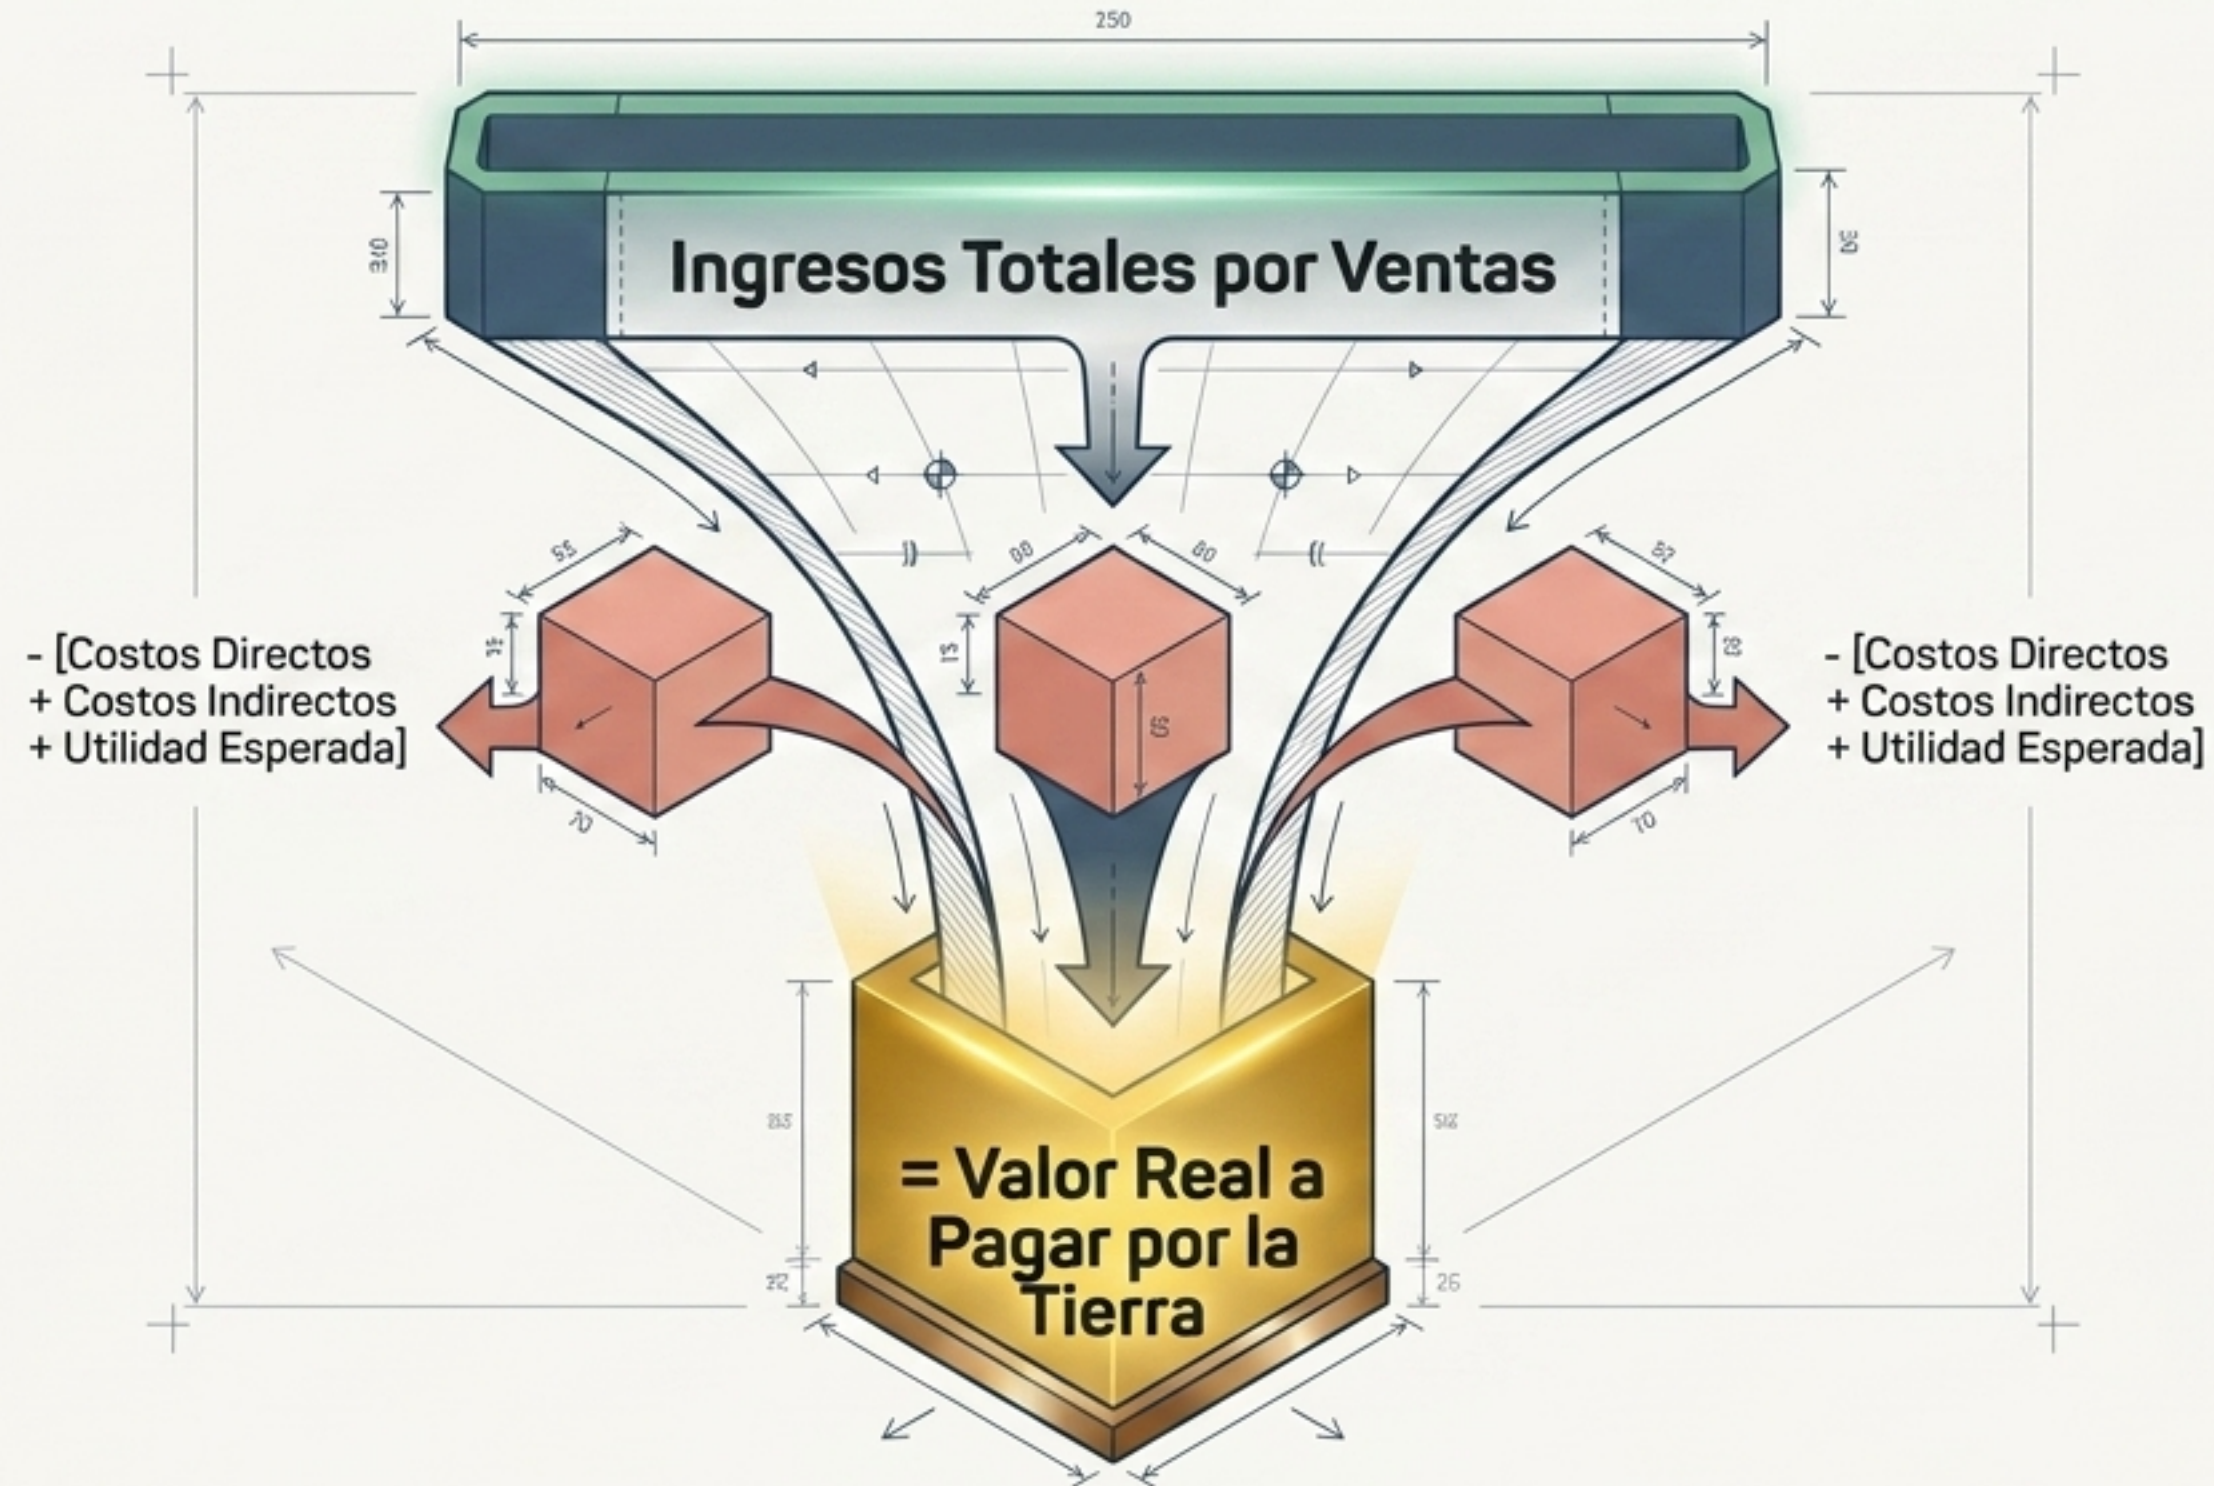 250
Ingresos Totales por Ventas
- [Costos Directos
+ Costos Indirectos
+ Utilidad Esperada]
- [Costos Directos
+ Costos Indirectos
+ Utilidad Esperada]
= Valor Real a
Pagar por la
Tierra
26